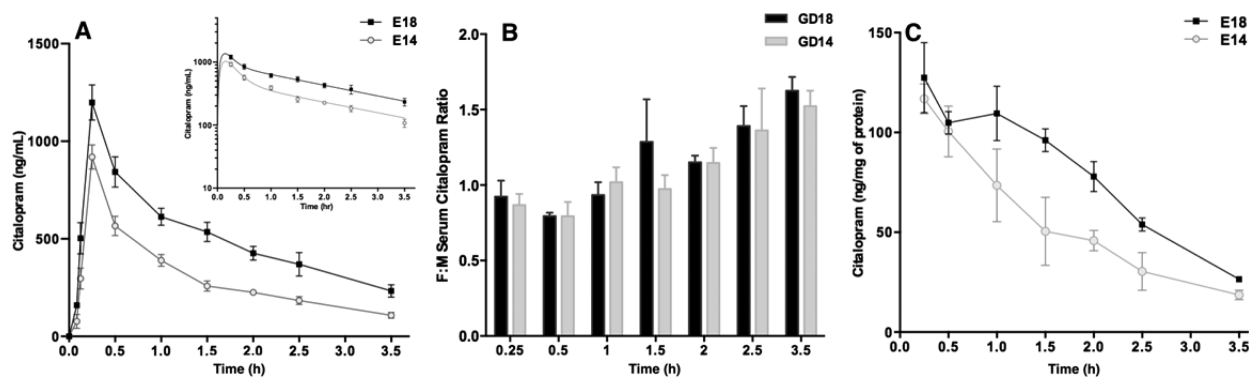 A
E18
E14
Citalopram (ng/mL)
1500
1000
500
0
0.0 0.5 1.0 1.5 2.0 2.5 3.0 3.5
Time (h)
Citalopram (ng/mL)
1000
100
10
0.0 0.5 1.0 1.5 2.0 2.5 3.0 3.5
Time (hr)
B
GD18
GD14
F:M Serum Citalopram Ratio
2.0
1.5
1.0
0.5
0.0
0.25 0.5 1 1.5 2 2.5 3.5
Time (h)
C
E18
E14
Citalopram (ng/mg of protein)
150
100
50
0
0.0 0.5 1.0 1.5 2.0 2.5 3.0 3.5
Time (h)